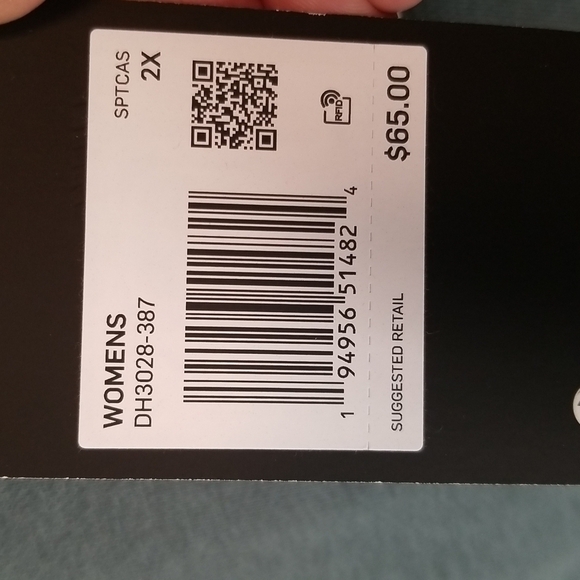 SPTCAS
2X
RFID
WOMENS
DH3028-387
1 94956 51482 4
SUGGESTED RETAIL
$65.00